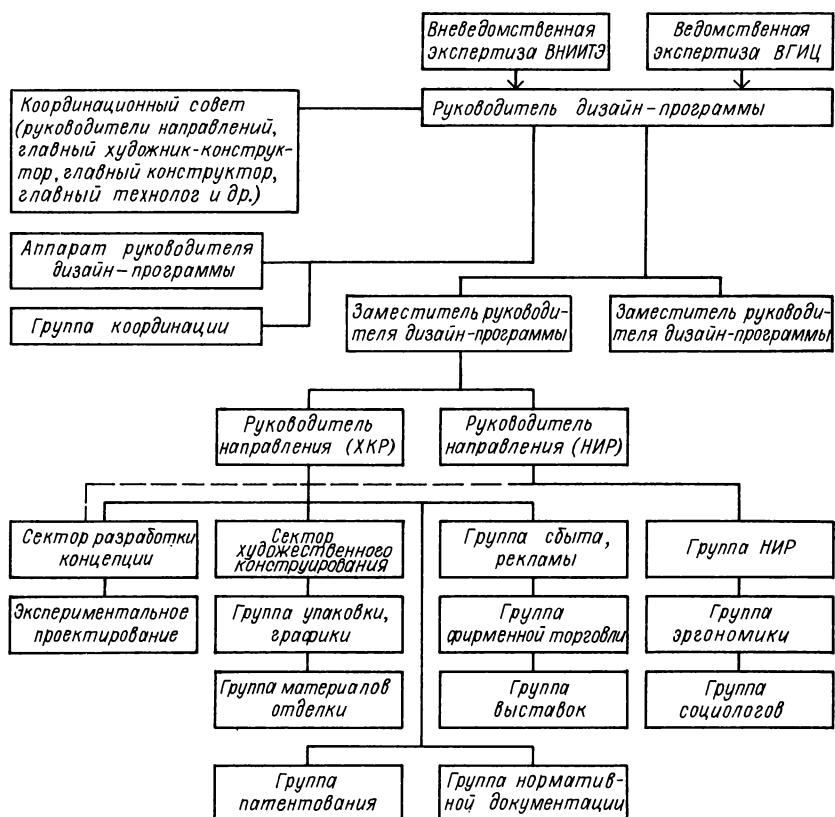 Вневедомственная
экспертиза ВНИИТЭ
Ведомственная
экспертиза ВГИЦ
Руководитель дизайн-программы
Координационный совет
(руководители направлений,
главный художник-конструк-
тор, главный конструктор,
главный технолог и др.)
Аппарат руководителя
дизайн-программы
Группа координации
Заместитель руководи-
теля дизайн-программы
Заместитель руководи-
теля дизайн-программы
Руководитель
направления (ХКР)
Руководитель
направления (НИР)
Сектор разработки
концепции
Сектор
художественного
конструирования
Группа сбыта,
рекламы
Группа НИР
Экспериментальное
проектирование
Группа упаковки,
графики
Группа
фирменной торговли
Группа
эргономики
Группа материалов
отделки
Группа
выставок
Группа
социологов
Группа
патентования
Группа норматив-
ной документации